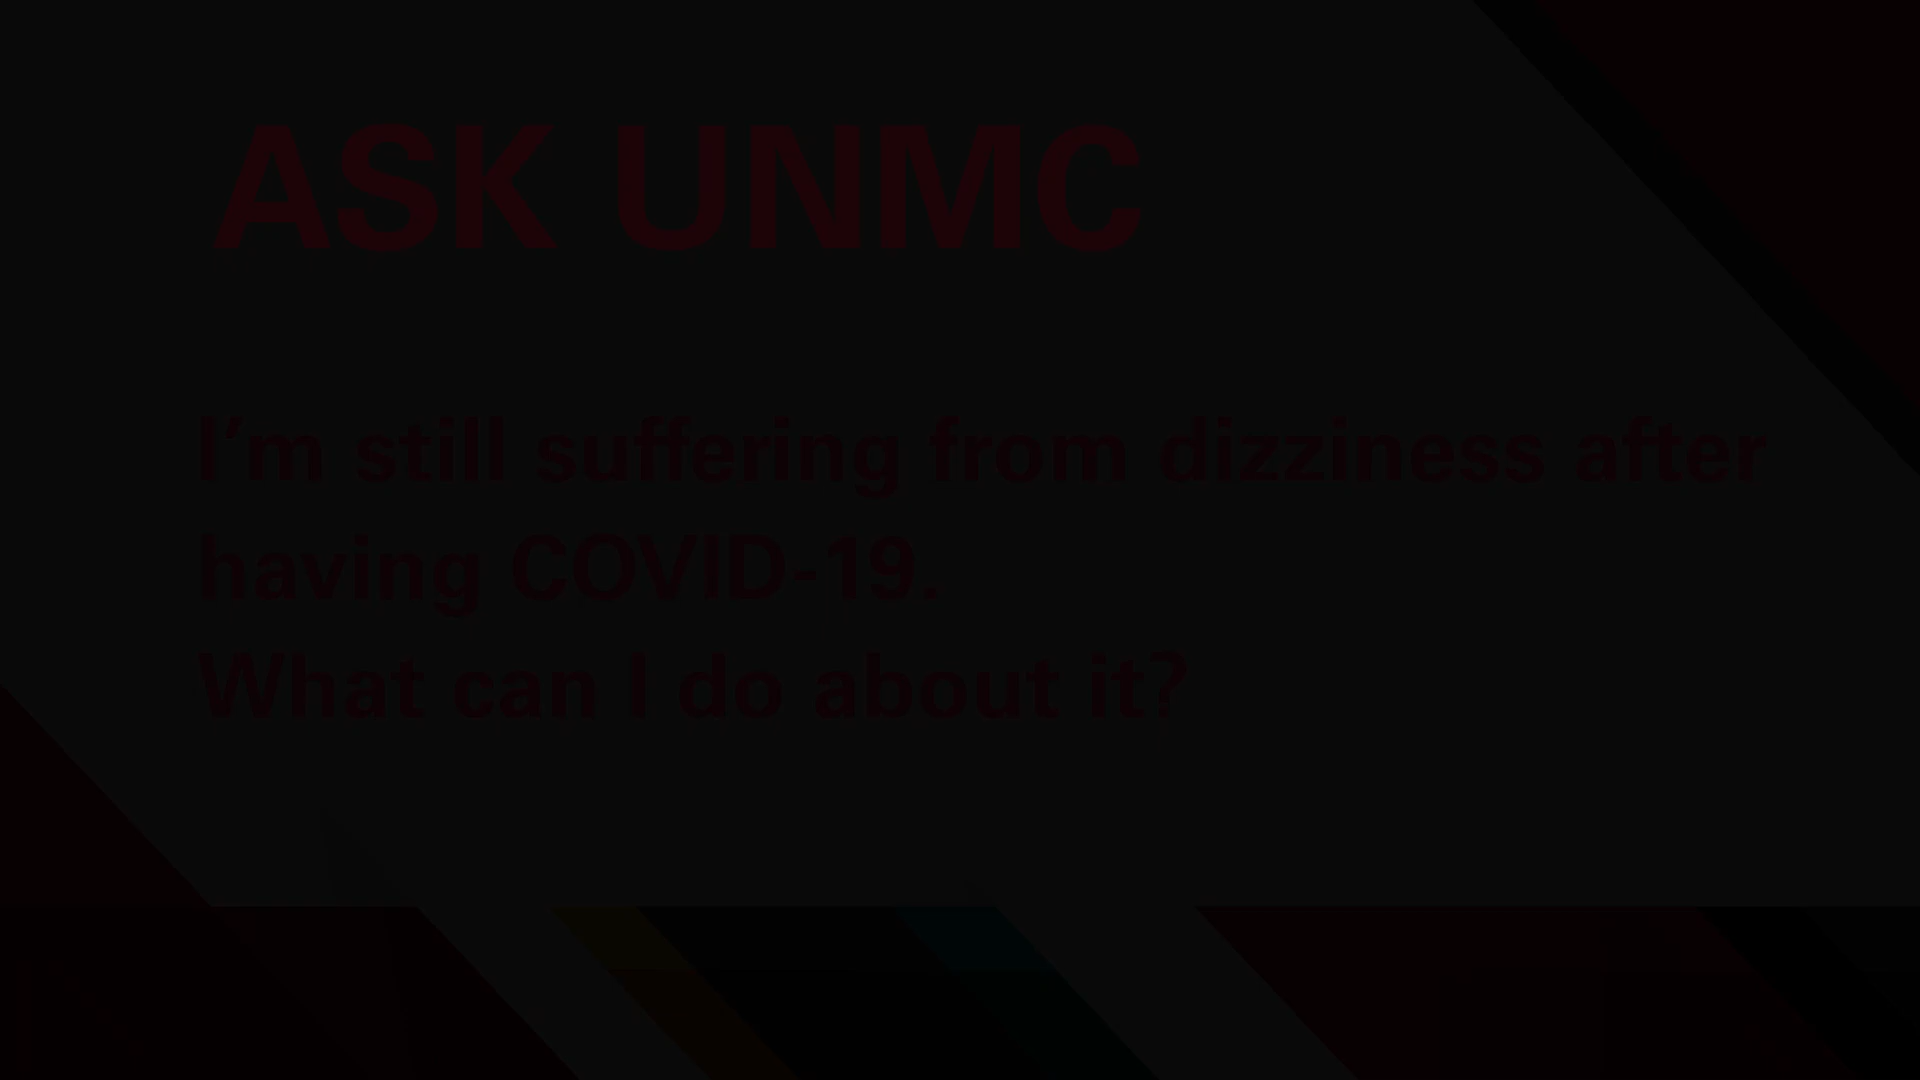 ASK UNMC
I’m still suffering from dizziness after
having COVID-19.
What can I do about it?